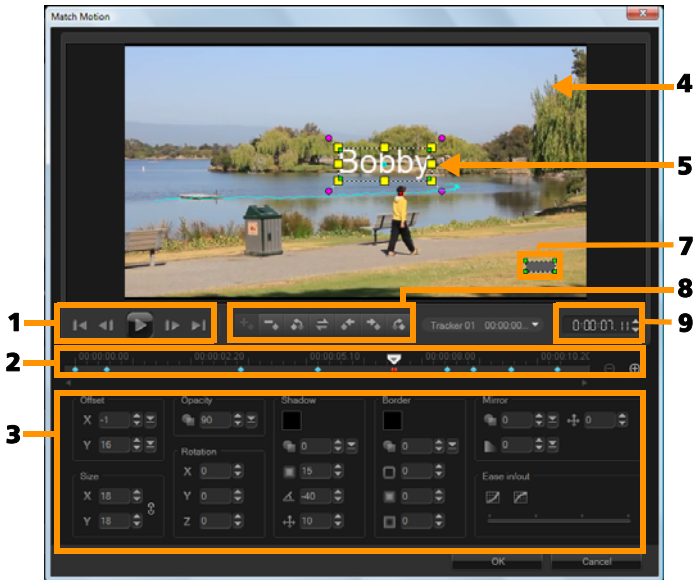 Match Motion
4
Bobby
5
7
8
1
Tracker 01 00:00:00...
0:00:07.11
9
00:00:00.00 00:00:02.20 00:00:05.10 00:00:08.00 00:00:10.20
2
3
Offset Opacity Shadow Border Mirror
X -1 90 0 0
Y 16 0 0 0
Rotation
X 0 15 0
Size Ease in/out
X 18 Y 0 -40 0
Y 18 Z 0 10 0
OK Cancel